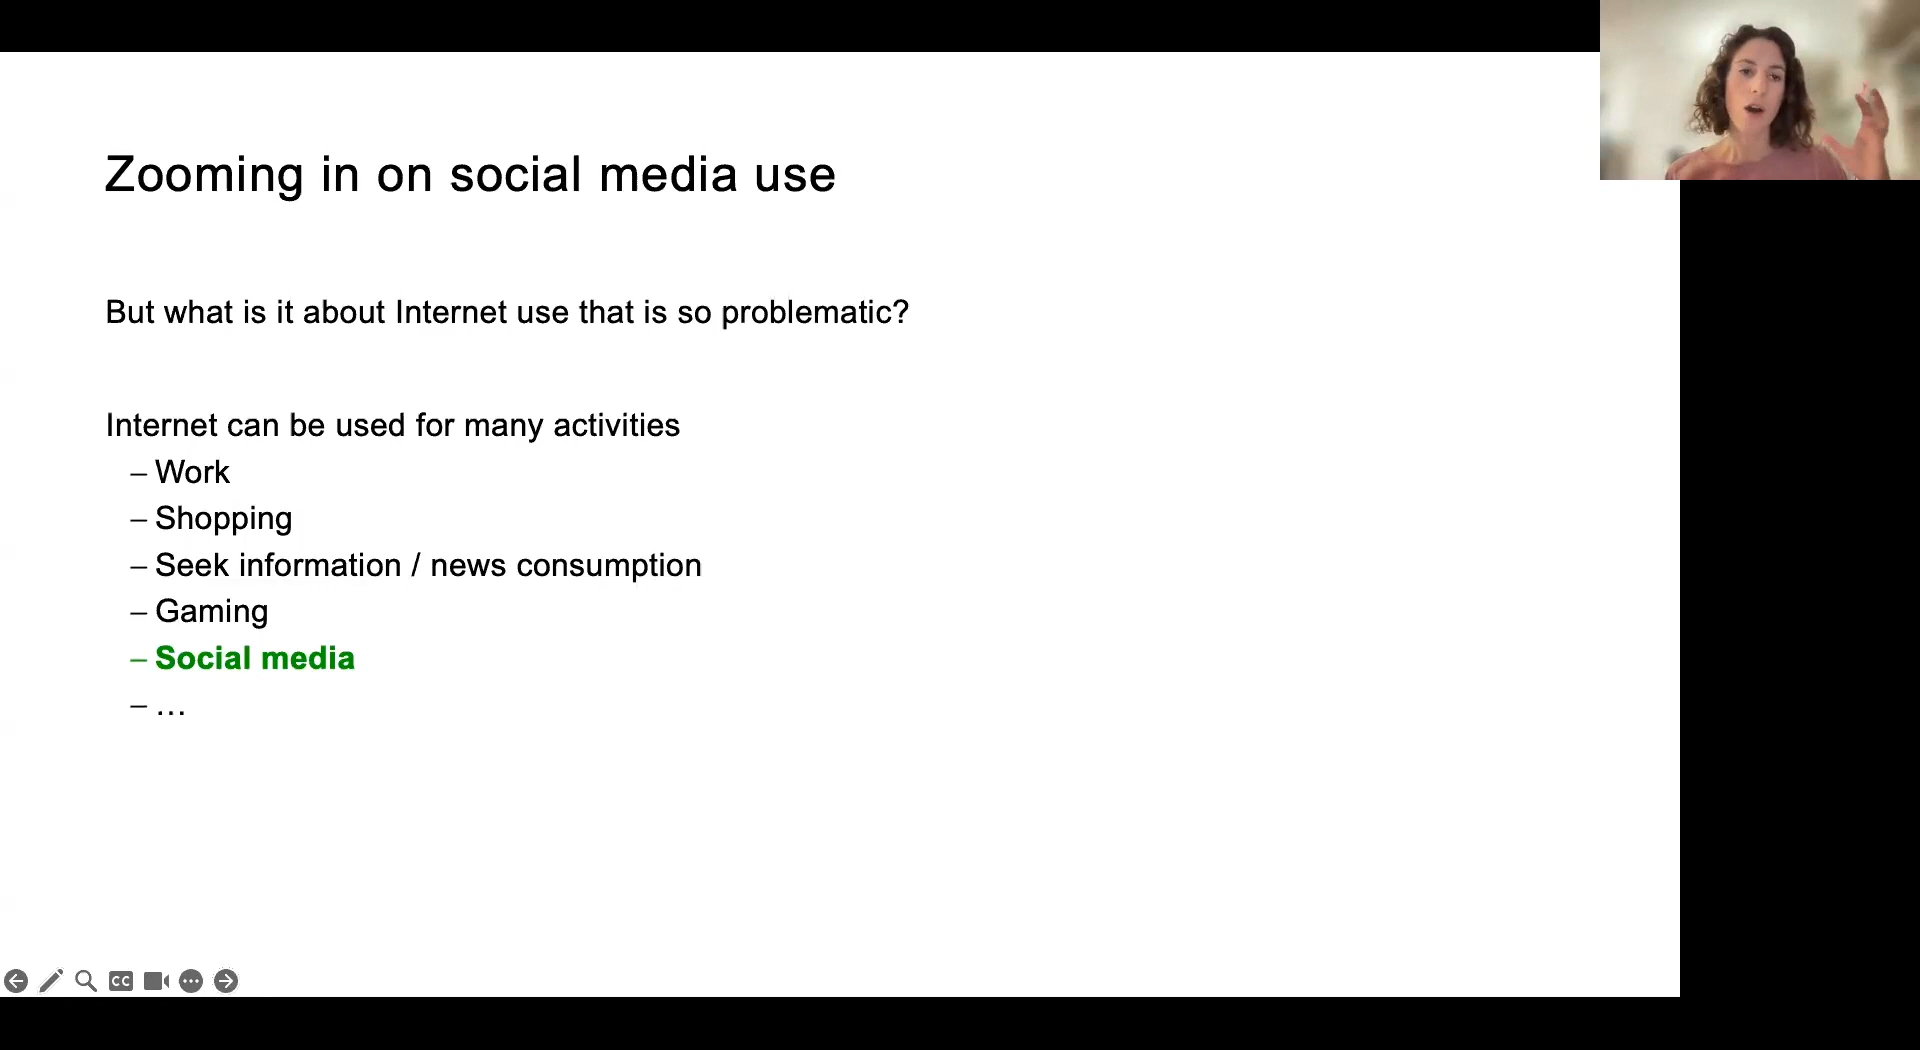 Zooming in on social media use
But what is it about Internet use that is so problematic?
Internet can be used for many activities
– Work
– Shopping
– Seek information / news consumption
– Gaming
– Social media
– …
CC